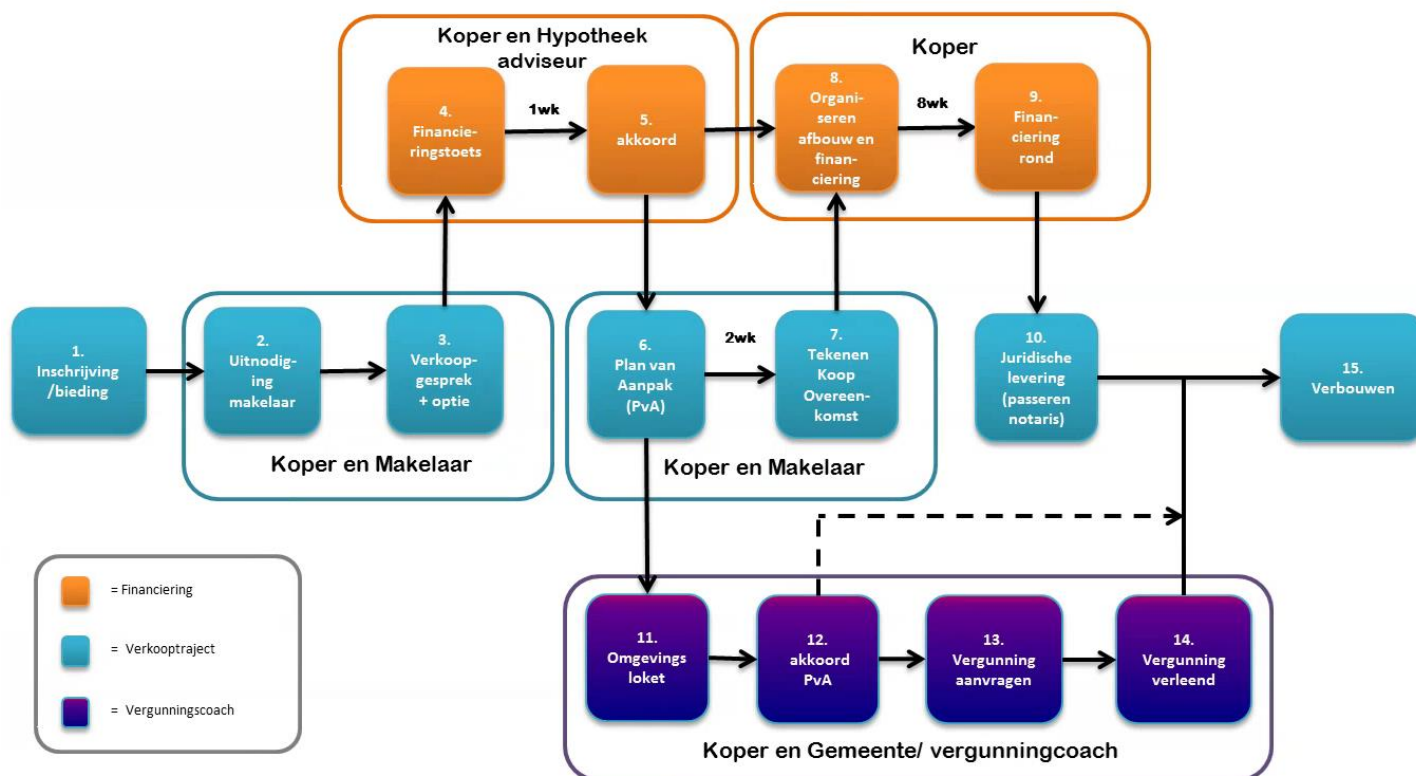 Koper en Hypotheek
adviseur
Koper
4.
Financie-
ringstoets
1wk
5.
akkoord
8.
Organi-
seren
afbouw en
finan-
ciering
8wk
9.
Finan-
ciering
rond
1.
Inschrijving
/bieding
2.
Uitnodig-
ing
makelaar
3.
Verkoop-
gesprek
+ optie
Koper en Makelaar
6.
Plan van
Aanpak
(PvA)
2wk
7.
Tekenen
Koop
Overeen-
komst
Koper en Makelaar
10.
Juridische
levering
(passeren
notaris)
15.
Verbouwen
= Financiering
= Verkooptraject
= Vergunningscoach
11.
Omgevings
loket
12.
akkoord
PvA
13.
Vergunning
aanvragen
14.
Vergunning
verleend
Koper en Gemeente/ vergunningcoach